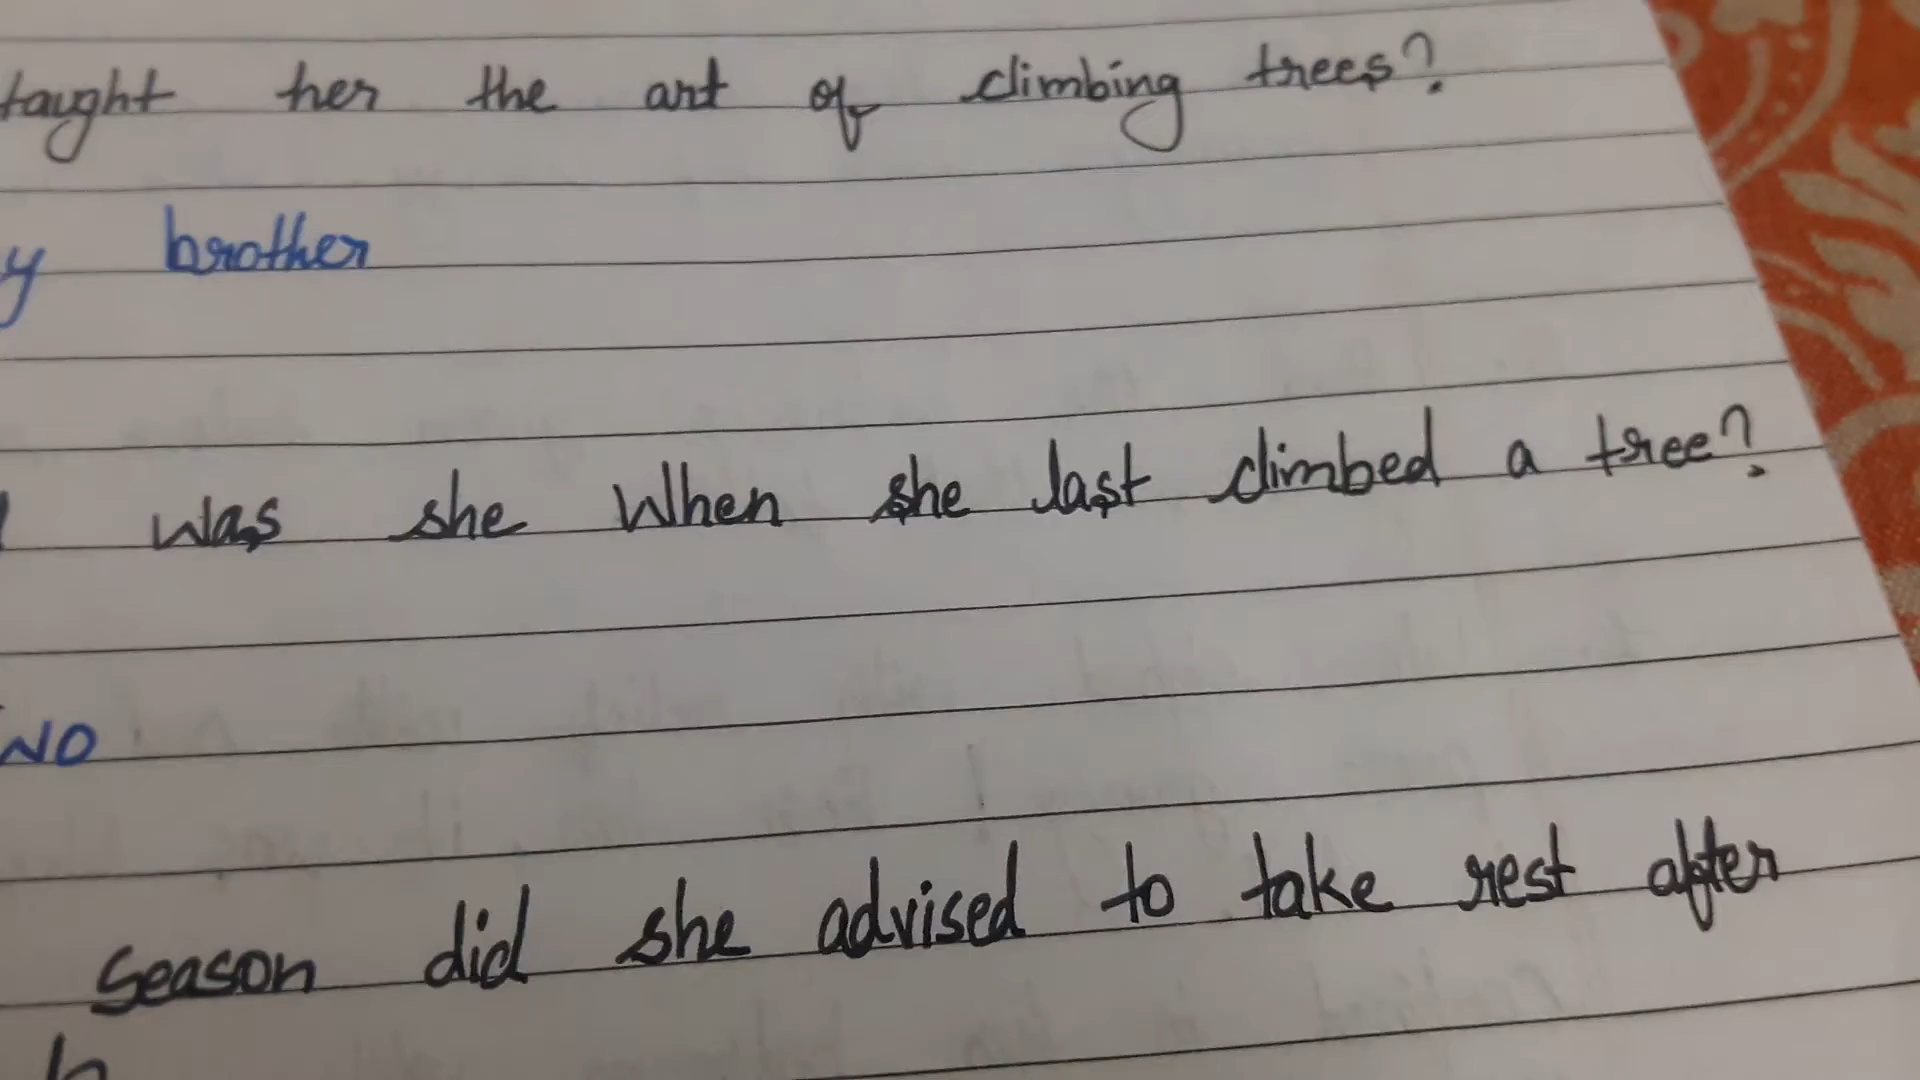 taught her the art of climbing trees?
y brother
was she when she last climbed a tree?
NO
Season did she advised to take rest after
h